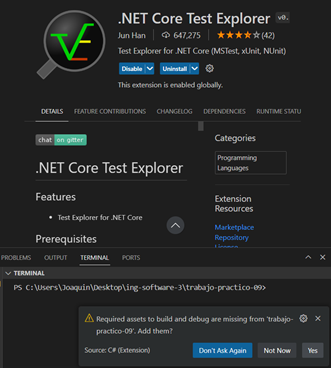 .NET Core Test Explorer v0.
Jun Han 647,275 (42)
Test Explorer for .NET Core (MSTest, xUnit, NUnit)
Disable Uninstall
This extension is enabled globally.
DETAILS FEATURE CONTRIBUTIONS CHANGELOG DEPENDENCIES RUNTIME STATU
chat on gitter
.NET Core Test Explorer
Features
• Test Explorer for .NET Core
Prerequisites
Categories
Programming
Languages
Extension
Resources
Marketplace
Repository
License
PROBLEMS OUTPUT TERMINAL PORTS
TERMINAL
PS C:\Users\Joaquin\Desktop\ing-software-3\trabajo-practico-09>
Required assets to build and debug are missing from 'trabajo-
practico-09'. Add them?
Source: C# (Extension) Don't Ask Again Not Now Yes